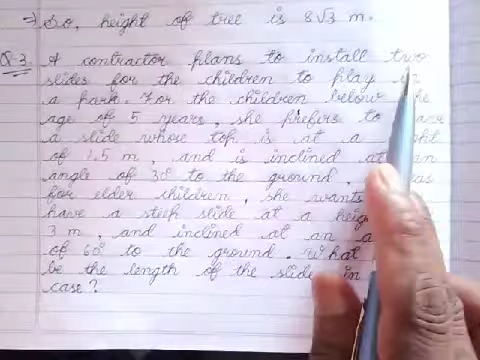 ⇒ So, height of tree is 8√3 m.
Q.3. A contractor plans to install two
slides for the children to play in
a park. For the children below
age of 5 years, she prefers to
a slide whose top is at a
of 1.5 m, and is inclined at an
angle of 30° to the ground,
for elder children, she wants
have a steep slide at a
3 m, and inclined at an a
of 60° to the ground. What
be the length of the slide in
case?